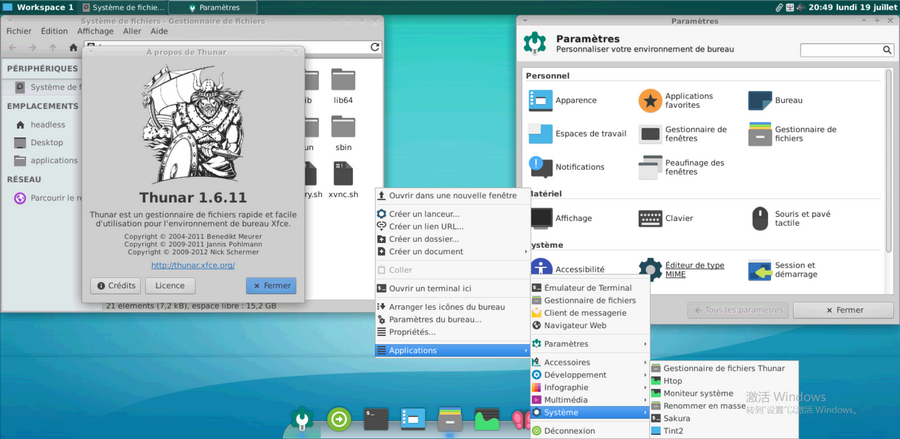 Workspace 1
Système de fichie...
Paramètres
20:49 lundi 19 juillet
Système de fichiers - Gestionnaire de fichiers
Fichier Édition Affichage Aller Aide
PÉRIPHÉRIQUES
Système de f
EMPLACEMENTS
headless
Desktop
applications
RÉSEAU
Parcourir le r
lib64
sbin
xvnc.sh
21 éléments (7,2 kB), espace libre : 15,2 GB
À propos de Thunar
Thunar 1.6.11
Thunar est un gestionnaire de fichiers rapide et facile
d'utilisation pour l'environnement de bureau Xfce.
Copyright © 2004-2011 Benedikt Meurer
Copyright © 2009-2011 Jannis Pohlmann
Copyright © 2009-2012 Nick Schermer
http://thunar.xfce.org/
Crédits
Licence
Fermer
Paramètres
Paramètres
Personnaliser votre environnement de bureau
Personnel
Apparence
Applications
favorites
Bureau
Espaces de travail
Gestionnaire de
fenêtres
Gestionnaire de
fichiers
Notifications
Peaufinage des
fenêtres
atériel
Affichage
Clavier
Souris et pavé
tactile
ystème
Accessibilité
Éditeur de type
MIME
Session et
démarrage
Tous les paramètres
Fermer
Ouvrir dans une nouvelle fenêtre
Créer un lanceur...
Créer un lien URL...
Créer un dossier...
Créer un document
Coller
Ouvrir un terminal ici
Arranger les icônes du bureau
Paramètres du bureau...
Propriétés...
Applications
Émulateur de Terminal
Gestionnaire de fichiers
Client de messagerie
Navigateur Web
Paramètres
Accessoires
Développement
Infographie
Multimédia
Système
Déconnexion
Gestionnaire de fichiers Thunar
Htop
Moniteur système
Renommer en masse
Sakura
Tint2
激活 Windows
转到"设置"以激活 Windows。